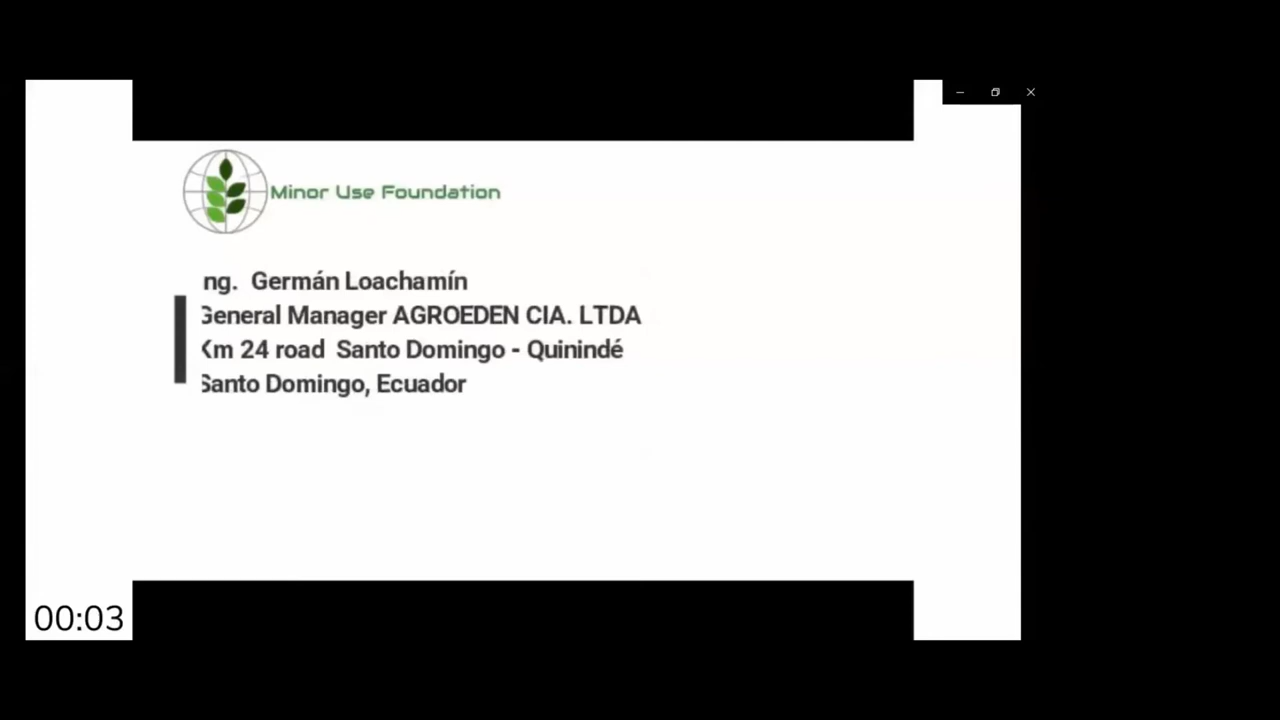 Minor Use Foundation
ng. Germán Loachamín
General Manager AGROEDEN CIA. LTDA
Km 24 road Santo Domingo - Quinindé
Santo Domingo, Ecuador
00:03